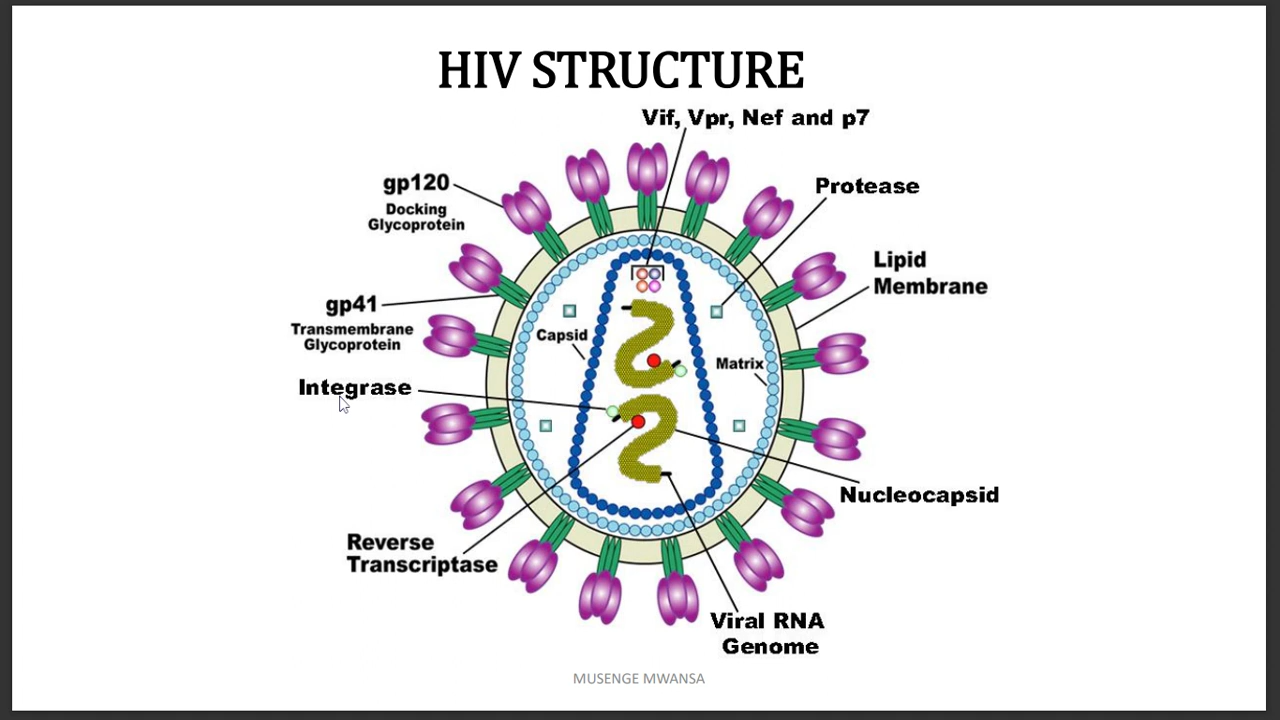 HIV STRUCTURE
Vif, Vpr, Nef and p7
gp120
Docking
Glycoprotein
Protease
Lipid
Membrane
gp41
Transmembrane
Glycoprotein
Capsid
Matrix
Integrase
Nucleocapsid
Reverse
Transcriptase
Viral RNA
Genome
MUSENGE MWANSA